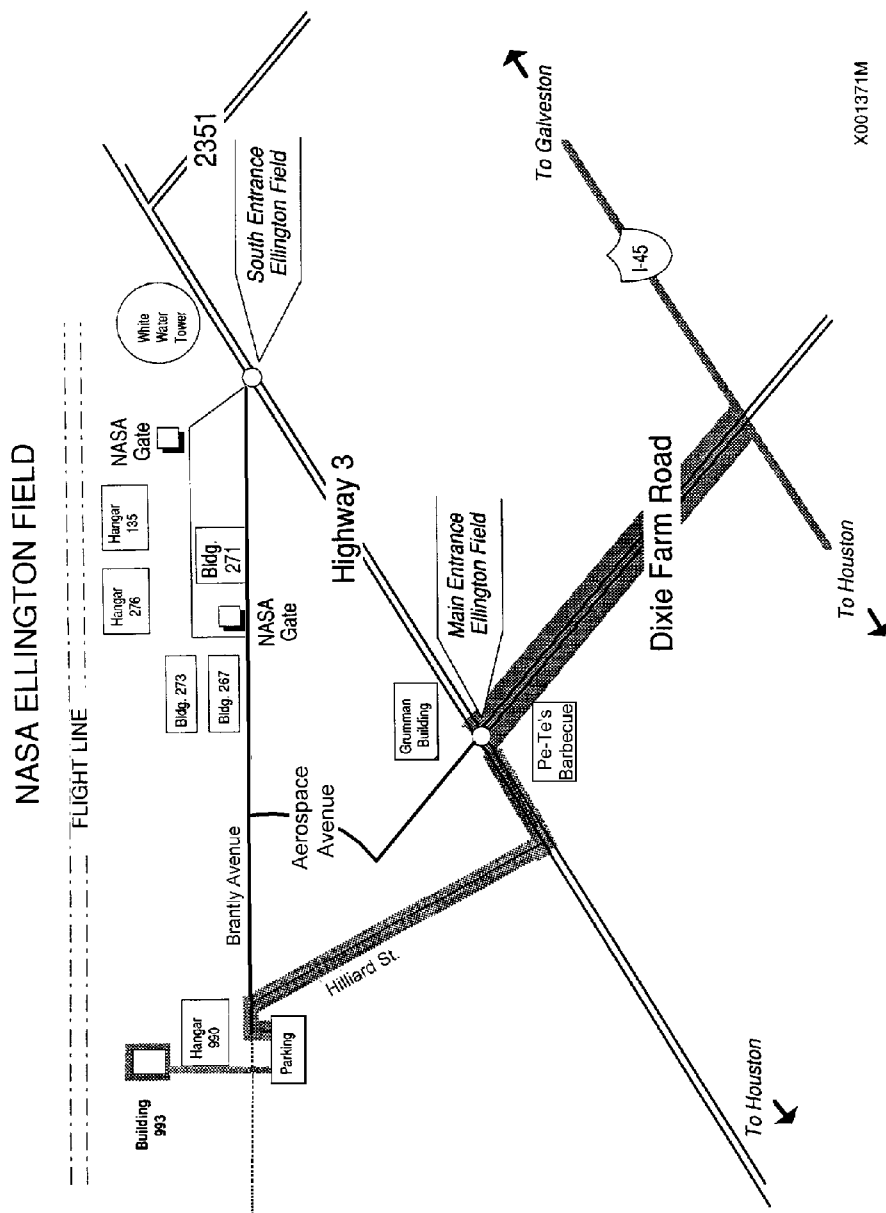 NASA ELLINGTON FIELD
FLIGHT LINE
Building
993
Hangar
990
Parking
Brantly Avenue
Hilliard St.
Aerospace
Avenue
Bldg. 273
Bldg. 267
Hangar
276
Hangar
135
NASA
Gate
Bldg.
271
NASA
Gate
White
Water
Tower
2351
South Entrance
Ellington Field
Highway 3
Grumman
Building
Main Entrance
Ellington Field
Pe-Te's
Barbecue
Dixie Farm Road
To Galveston
I-45
To Houston
To Houston
X001371M